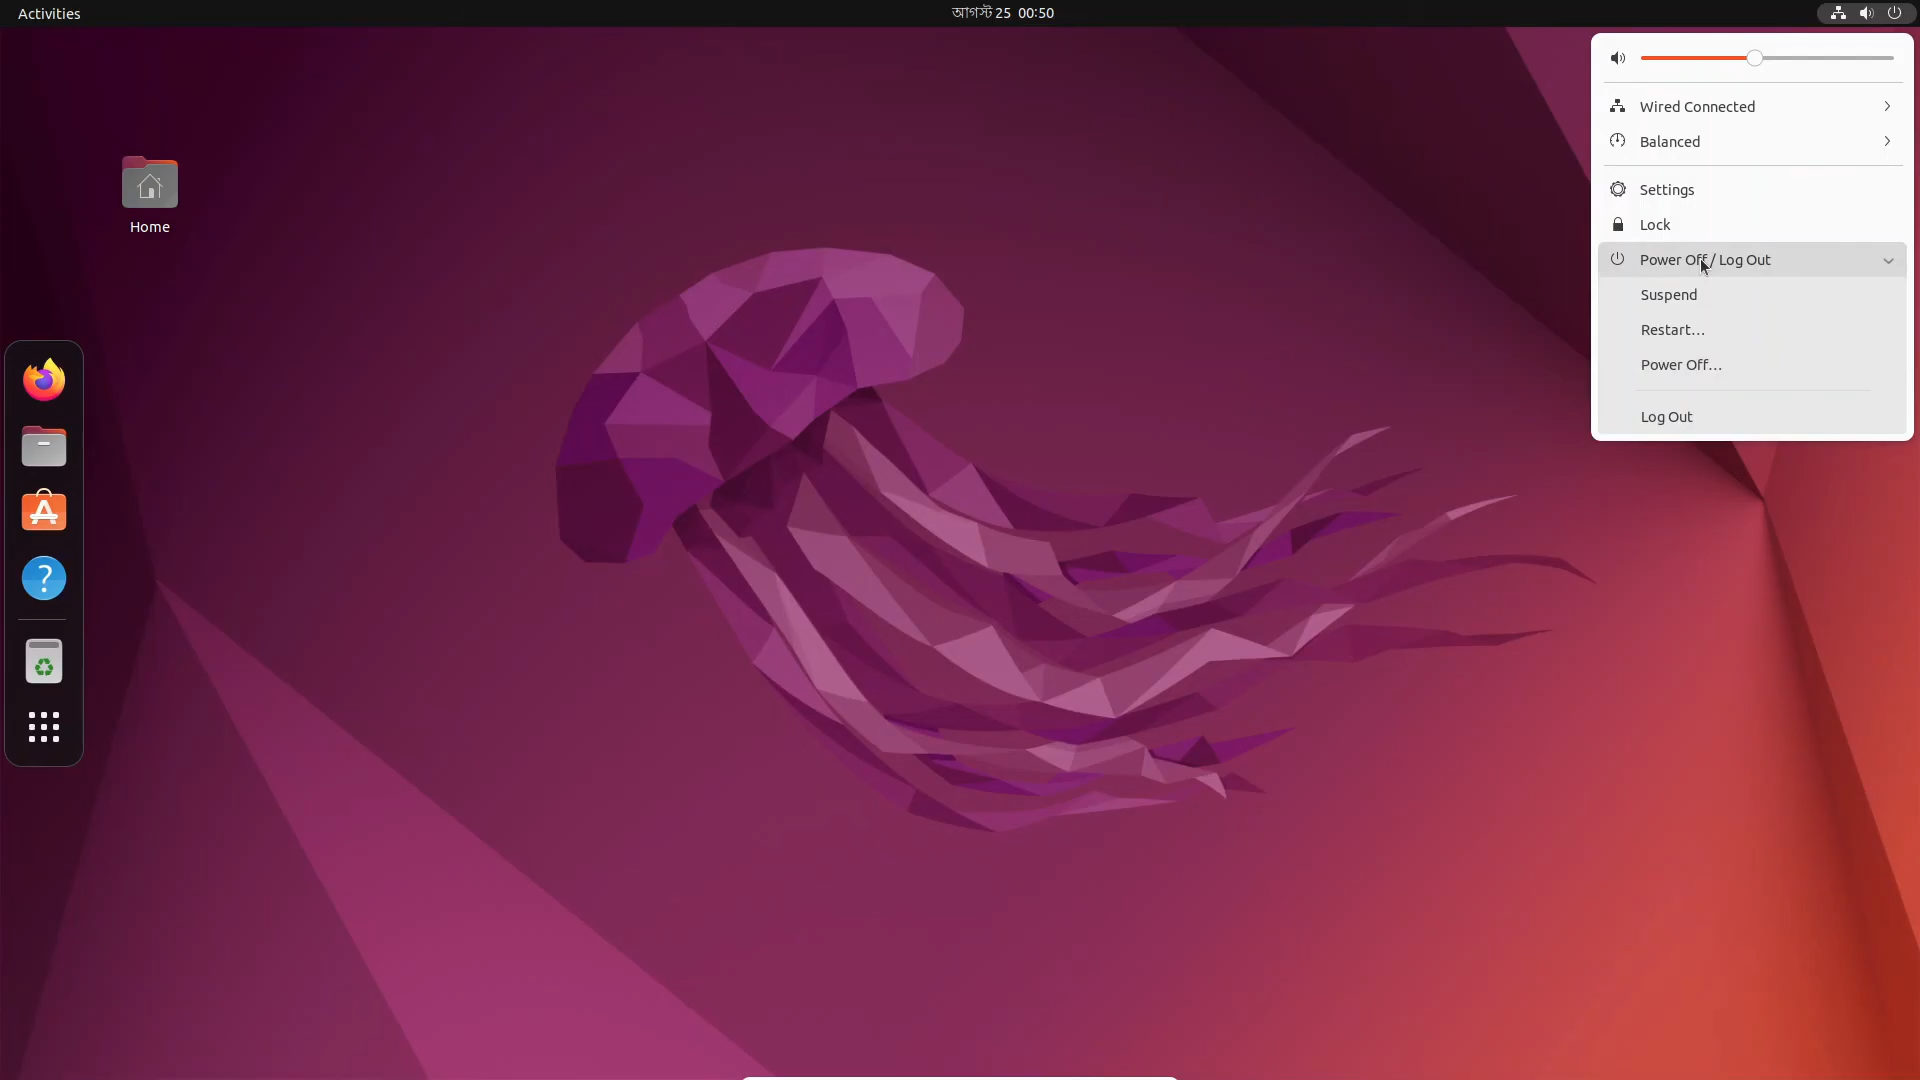 Activities
আগস্ট 25 00:50
Home
Wired Connected
Balanced
Settings
Lock
Power Off / Log Out
Suspend
Restart…
Power Off…
Log Out